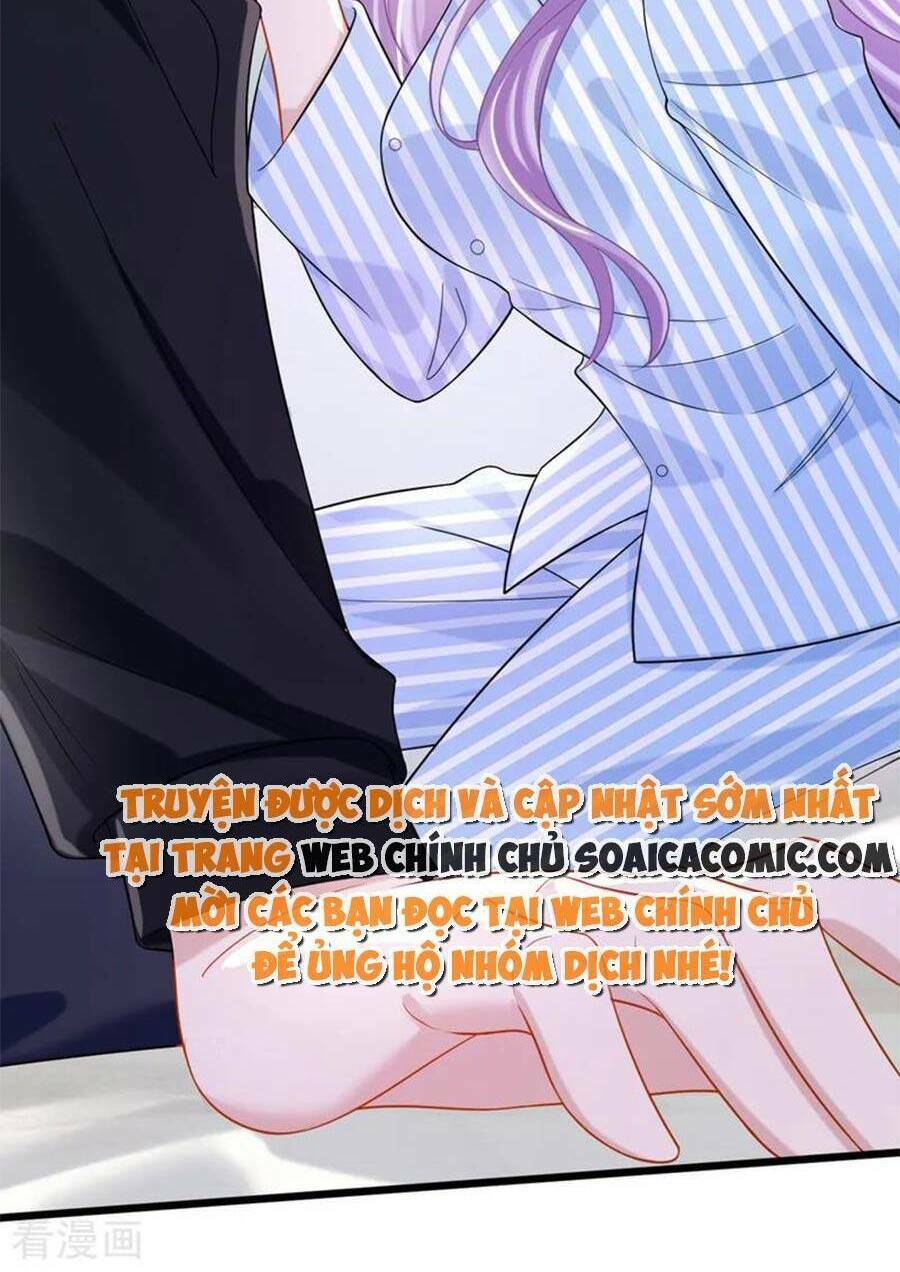 TRUYỆN ĐƯỢC DỊCH VÀ CẬP NHẬT SỚM NHẤT
TẠI TRANG WEB CHÍNH CHỦ SOAICACOMIC.COM
MỜI CÁC BẠN ĐỌC TẠI WEB CHÍNH CHỦ
ĐỂ ỦNG HỘ NHÓM DỊCH NHÉ!
看漫画